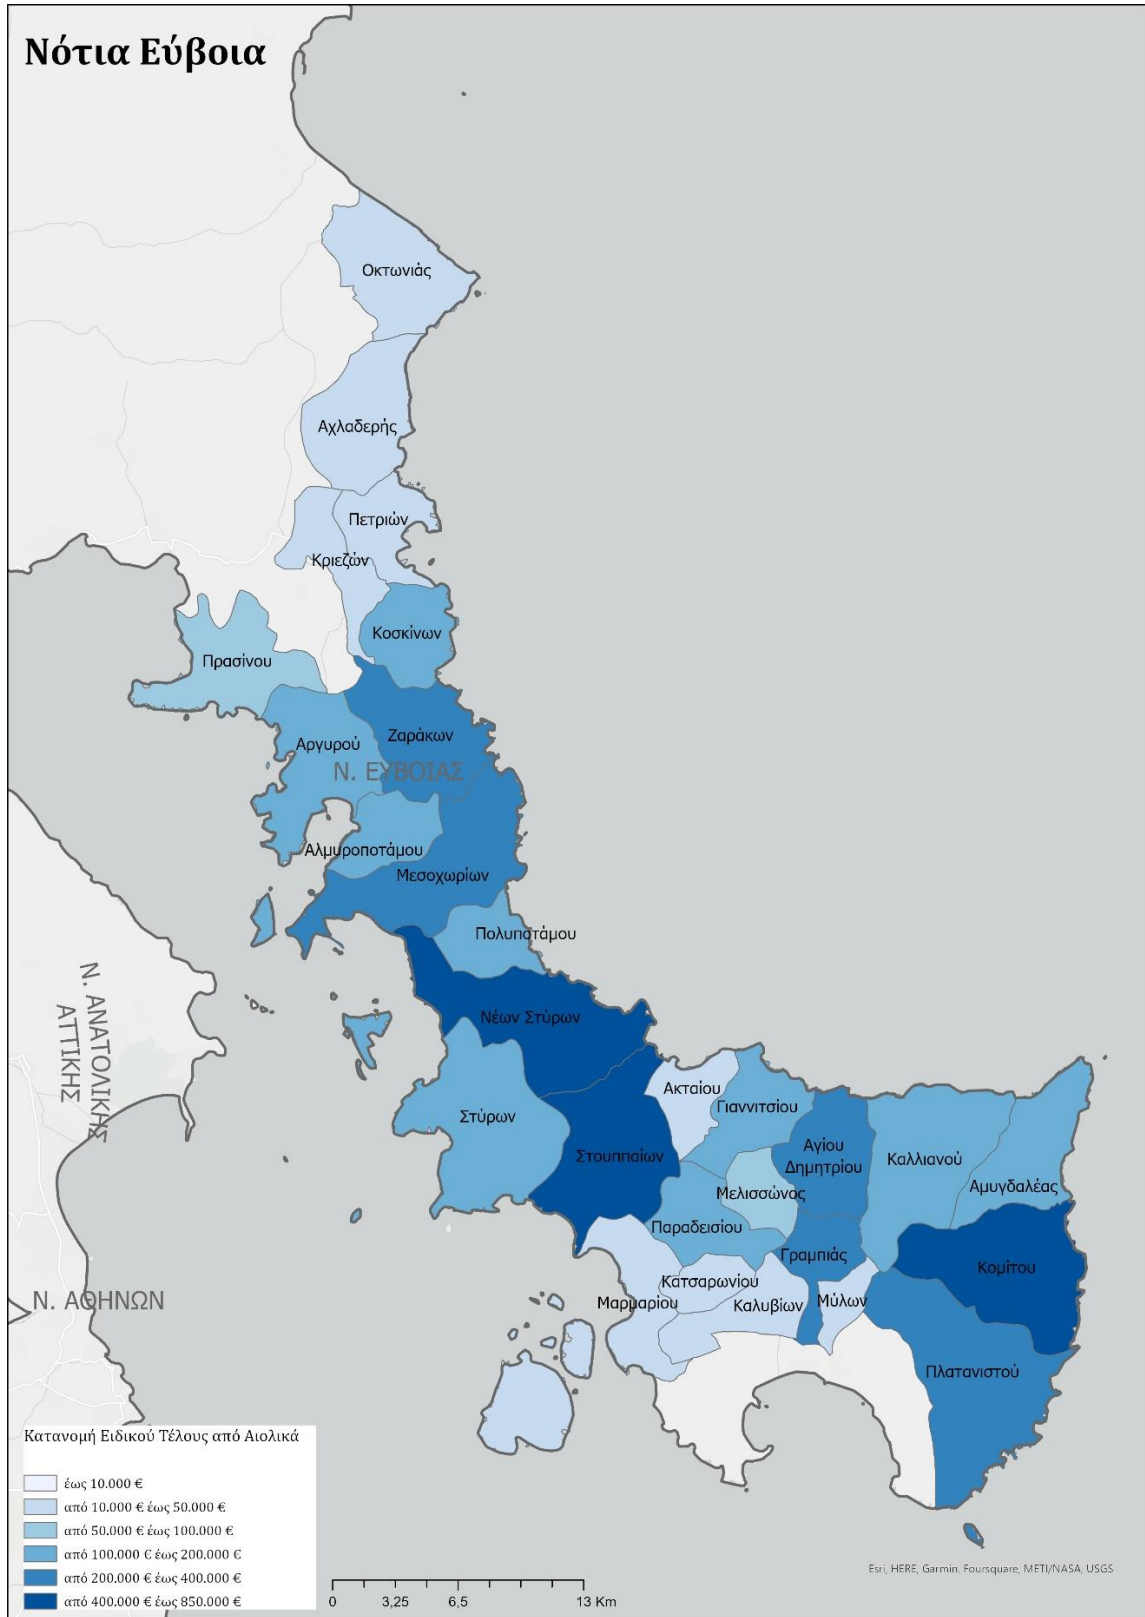 Νότια Εύβοια
Οκτωνιάς
Αχλαδερής
Πετριών
Κριεζών
Κοσκίνων
Πρασίνου
Ζαράκων
Αργυρού
Ν. ΕΥΒΟΙΑΣ
Αλμυροποτάμου
Μεσοχωρίων
Πολυποτάμου
Ν. ΑΝΑΤΟΛΙΚΗΣ
ΑΤΤΙΚΗΣ
Νέων Στύρων
Ακταίου
Γιαννιτσίου
Στύρων
Αγίου
Δημητρίου
Στουππαίων
Καλλιανού
Αμυγδαλέας
Μελισσώνος
Παραδεισίου
Γραμπιάς
Κομίτου
Κατσαρωνίου
Ν. ΑΘΗΝΩΝ
Μαρμαρίου
Καλυβίων
Μύλων
Πλατανιστού
Κατανομή Ειδικού Τέλους από Αιολικά
έως 10.000 €
από 10.000 € έως 50.000 €
από 50.000 € έως 100.000 €
από 100.000 € έως 200.000 €
από 200.000 € έως 400.000 €
από 400.000 € έως 850.000 €
0 3,25 6,5 13 Km
Esri, HERE, Garmin, Foursquare, METI/NASA, USGS